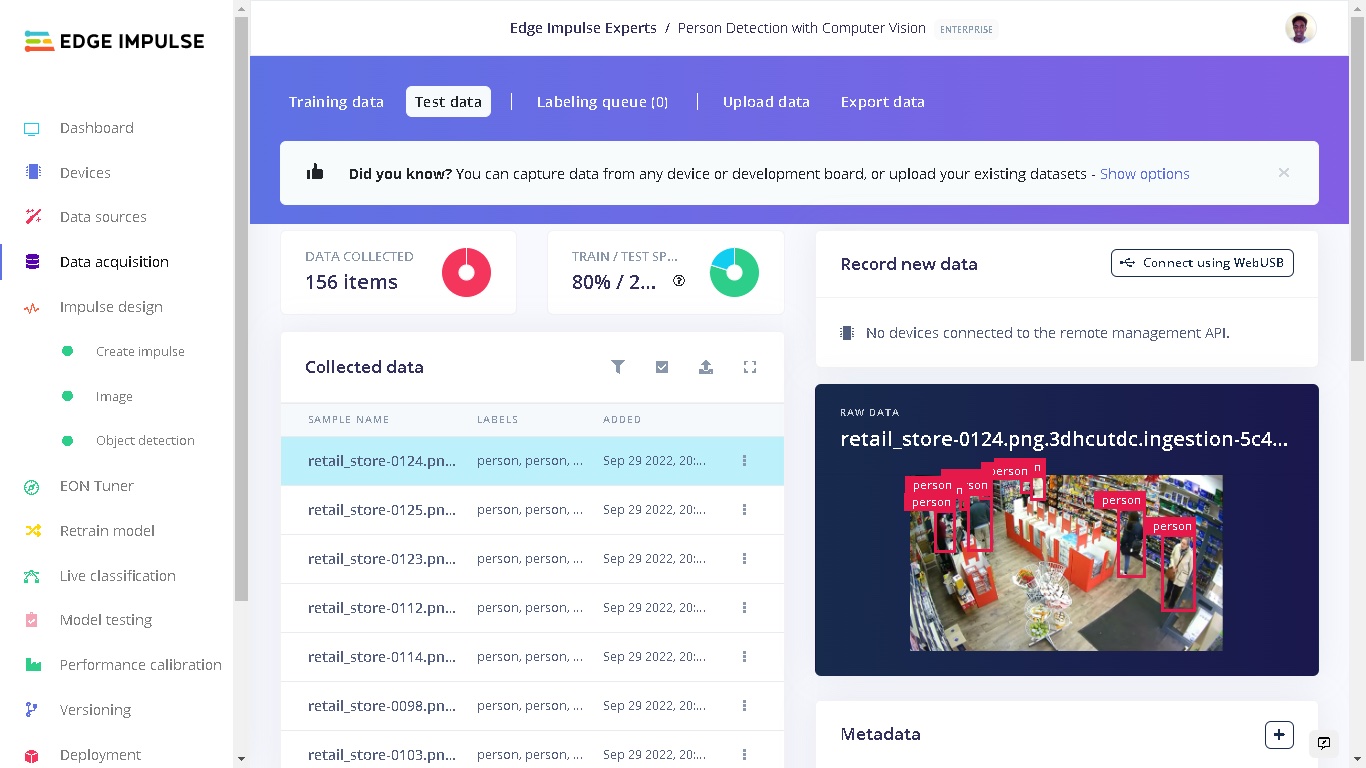 EDGE IMPULSE
Edge Impulse Experts / Person Detection with Computer Vision ENTERPRISE
Dashboard
Devices
Data sources
Data acquisition
Impulse design
Create impulse
Image
Object detection
EON Tuner
Retrain model
Live classification
Model testing
Performance calibration
Versioning
Deployment
Training data Test data Labeling queue (0) Upload data Export data
Did you know? You can capture data from any device or development board, or upload your existing datasets - Show options
DATA COLLECTED
156 items
TRAIN / TEST SP...
80% / 2...
Collected data
SAMPLE NAME LABELS ADDED
retail_store-0124.pn... person, person, ... Sep 29 2022, 20:...
retail_store-0125.pn... person, person, ... Sep 29 2022, 20:...
retail_store-0123.pn... person, person, ... Sep 29 2022, 20:...
retail_store-0112.pn... person, person, ... Sep 29 2022, 20:...
retail_store-0114.pn... person, person, ... Sep 29 2022, 20:...
retail_store-0098.pn... person, person, ... Sep 29 2022, 20:...
retail_store-0103.pn... person, person, ... Sep 29 2022, 20:...
Record new data
Connect using WebUSB
No devices connected to the remote management API.
RAW DATA
retail_store-0124.png.3dhcutdc.ingestion-5c4...
person n
person son
person n
person
person
Metadata